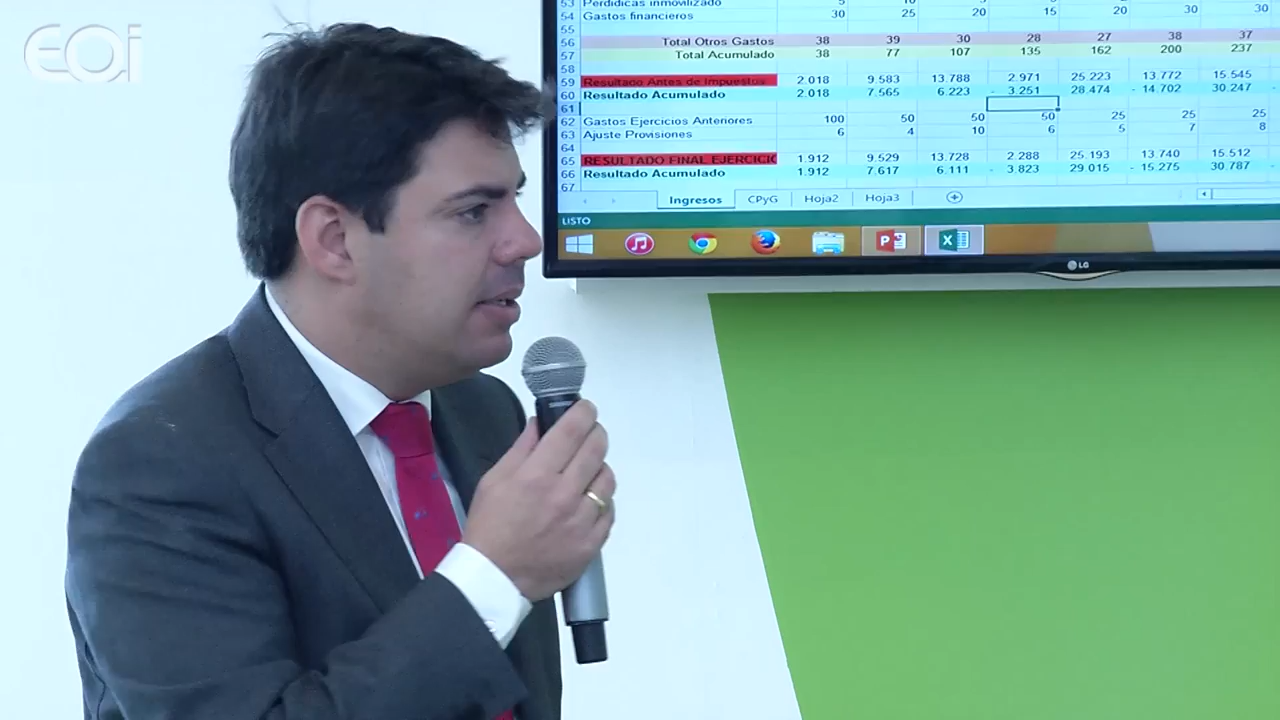 eoi
53 Perdidicas inmovilizado
54 Gastos financieros 30 25 20 15 20 30 30
55
56 Total Otros Gastos 38 39 30 28 27 38 37
57 Total Acumulado 38 77 107 135 162 200 237
58
59 Resultado Antes de Impuestos 2.018 9.583 13.788 2.971 25.223 13.772 15.545
60 Resultado Acumulado 2.018 7.565 6.223 - 3.251 28.474 - 14.702 30.247 -
61
62 Gastos Ejercicios Anteriores 100 50 50 50 25 25 25
63 Ajuste Provisiones 6 4 10 6 5 7 8
64
65 RESULTADO FINAL EJERCICIO 1.912 9.529 13.728 2.288 25.193 13.740 15.512
66 Resultado Acumulado 1.912 7.617 6.111 - 3.823 29.015 - 15.275 30.787 -
67
Ingresos CPyG Hoja2 Hoja3
LISTO
LG